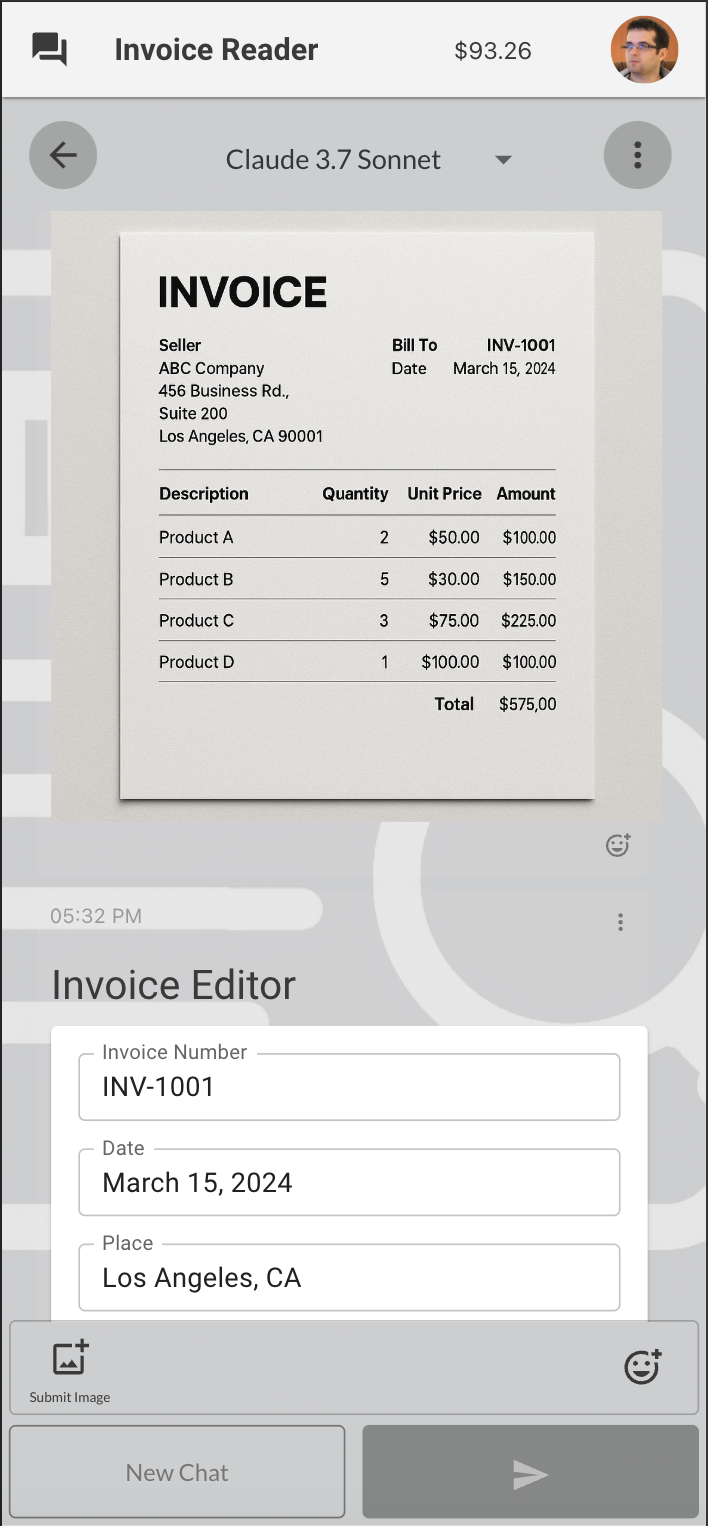 Invoice Reader $93.26
Claude 3.7 Sonnet
INVOICE
Seller Bill To INV-1001
ABC Company Date March 15, 2024
456 Business Rd.,
Suite 200
Los Angeles, CA 90001
Description Quantity Unit Price Amount
Product A 2 $50.00 $100.00
Product B 5 $30.00 $150.00
Product C 3 $75.00 $225.00
Product D 1 $100.00 $100.00
Total $575,00
05:32 PM
Invoice Editor
Invoice Number
INV-1001
Date
March 15, 2024
Place
Los Angeles, CA
Submit Image
New Chat